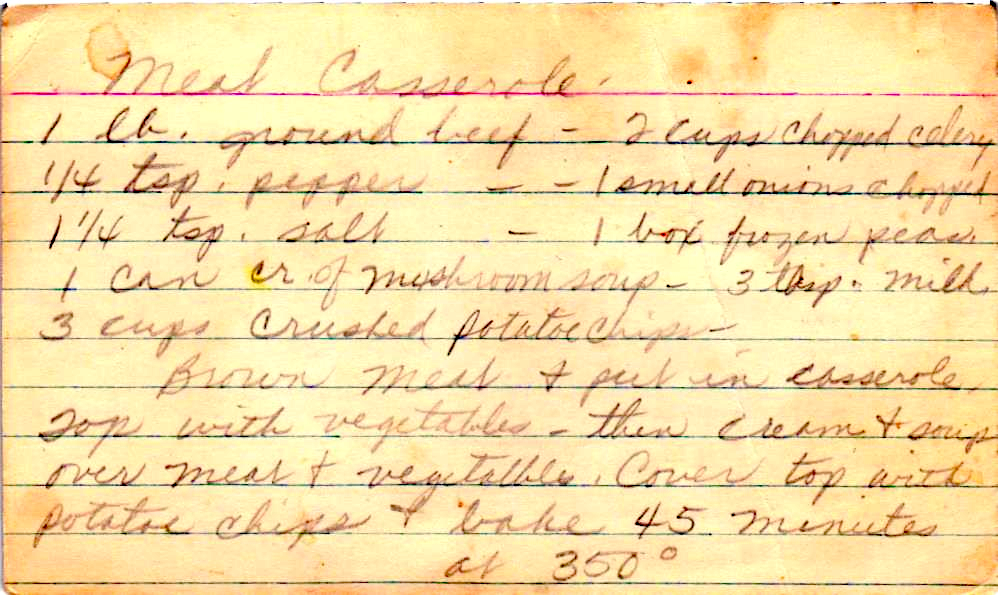 Meat Casserole.
1 lb. ground beef - 2 cups chopped celery
1/4 tsp. pepper - - 1 small onions chopped
1 1/4 tsp. salt - 1 box frozen peas.
1 can cr. of mushroom soup - 3 tbsp. milk
3 cups crushed potatoe chips -
Brown meat & put in casserole.
Top with vegetables - then cream & soup
over meat & vegetables. Cover top with
potatoe chips & bake 45 minutes
at 350°